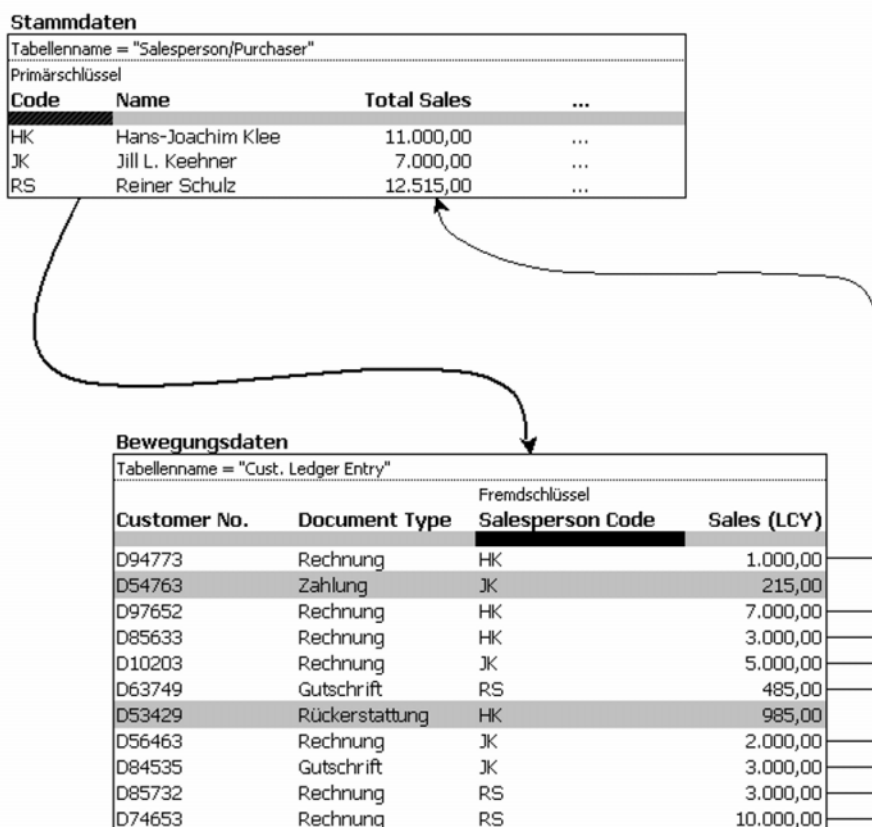 Stammdaten
Tabellenname = "Salesperson/Purchaser"
Primärschlüssel
Code Name Total Sales ...
HK Hans-Joachim Klee 11.000,00 ...
JK Jill L. Keehner 7.000,00 ...
RS Reiner Schulz 12.515,00 ...
Bewegungsdaten
Tabellenname = "Cust. Ledger Entry"
Fremdschlüssel
Customer No. Document Type Salesperson Code Sales (LCY)
D94773 Rechnung HK 1.000,00
D54763 Zahlung JK 215,00
D97652 Rechnung HK 7.000,00
D85633 Rechnung HK 3.000,00
D10203 Rechnung JK 5.000,00
D63749 Gutschrift RS 485,00
D53429 Rückerstattung HK 985,00
D56463 Rechnung JK 2.000,00
D84535 Gutschrift JK 3.000,00
D85732 Rechnung RS 3.000,00
D74653 Rechnung RS 10.000,00